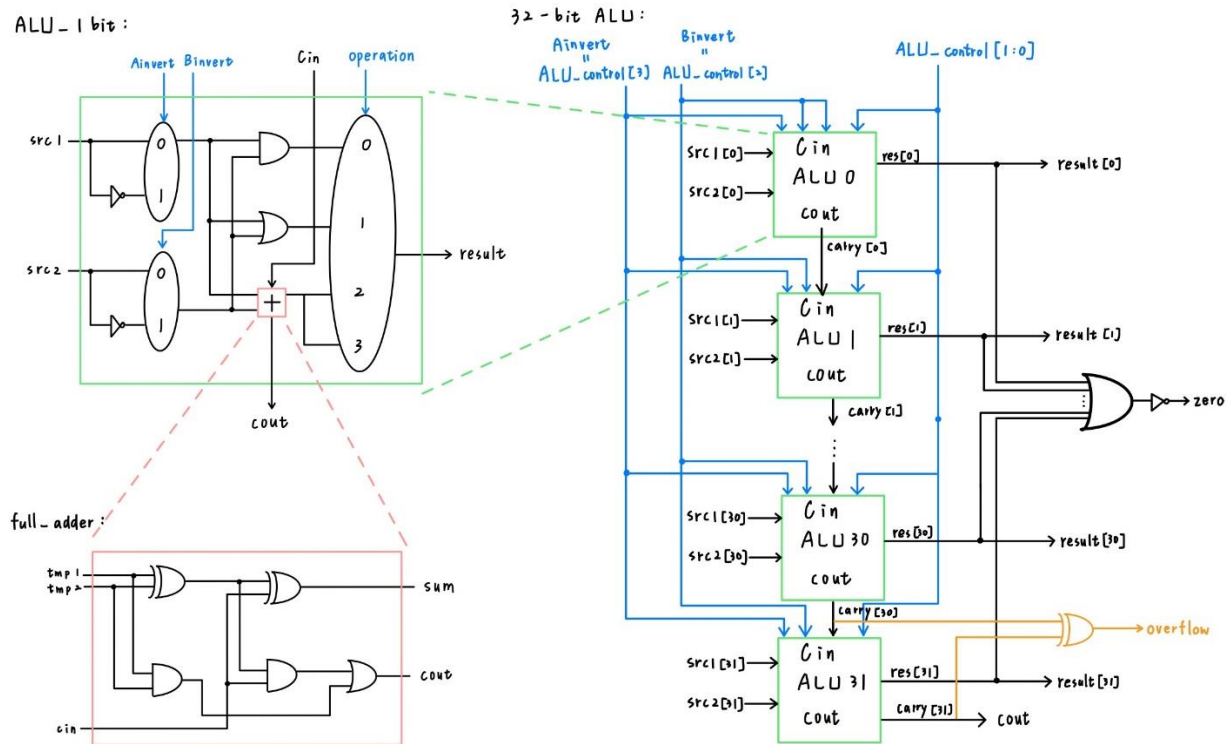 ALU_1 bit :
Ainvert
Binvert
Cin
operation
src1
0
1
src2
0
1
0
1
2
3
+
result
cout
full_adder :
tmp1
tmp2
cin
sum
cout
32-bit ALU :
Ainvert
"
ALU_control[3]
Binvert
"
ALU_control[2]
ALU_control[1:0]
src1[0]
src2[0]
Cin
ALU0
cout
res[0]
result[0]
carry[0]
src1[1]
src2[1]
Cin
ALU1
cout
res[1]
result[1]
carry[1]
zero
src1[30]
src2[30]
Cin
ALU30
cout
res[30]
result[30]
carry[30]
overflow
src1[31]
src2[31]
Cin
ALU31
cout
res[31]
result[31]
carry[31]
cout